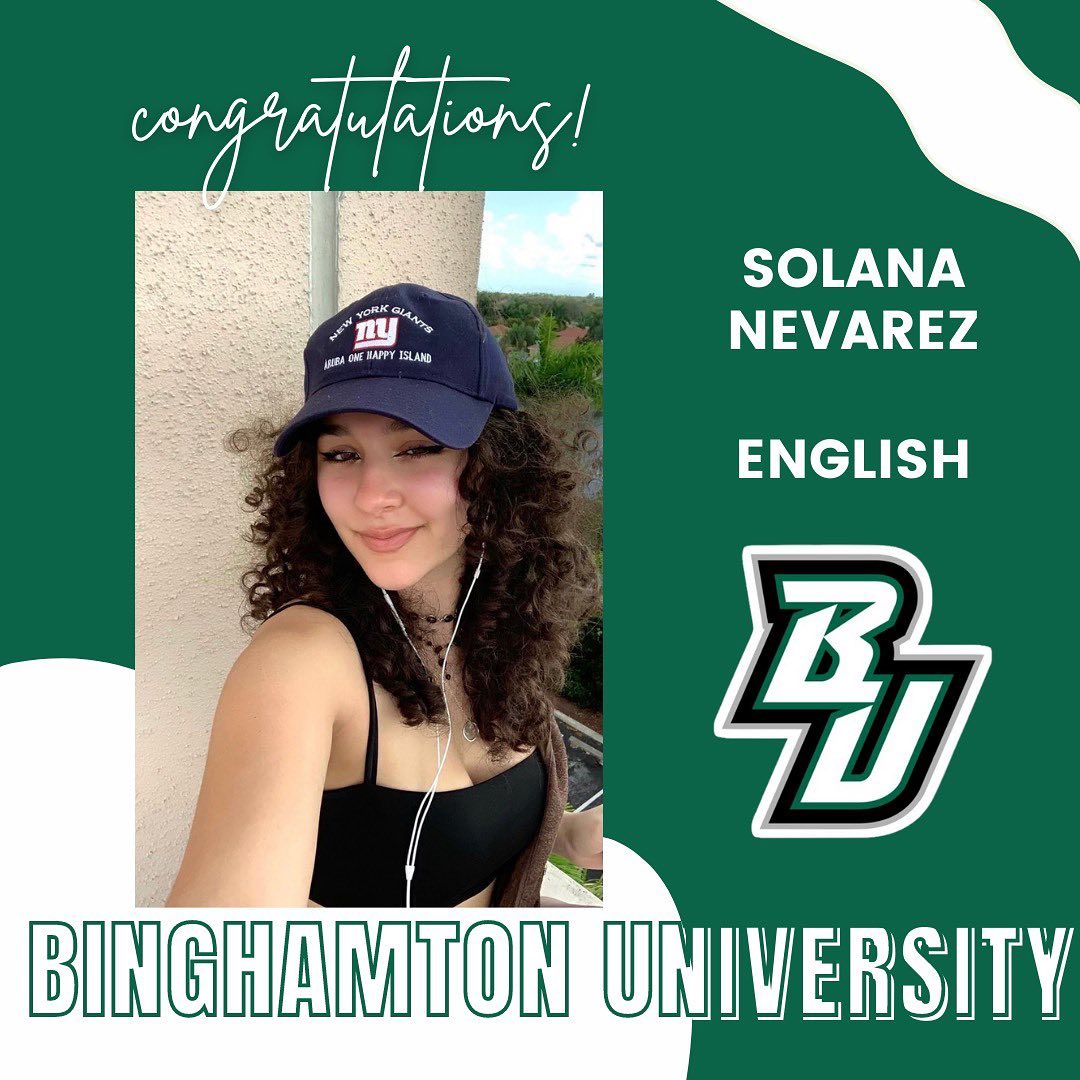 congratulations!
NEW YORK GIANTS
ny
ARUBA ONE HAPPY ISLAND
SOLANA
NEVAREZ
ENGLISH
BU
BINGHAMTON UNIVERSITY